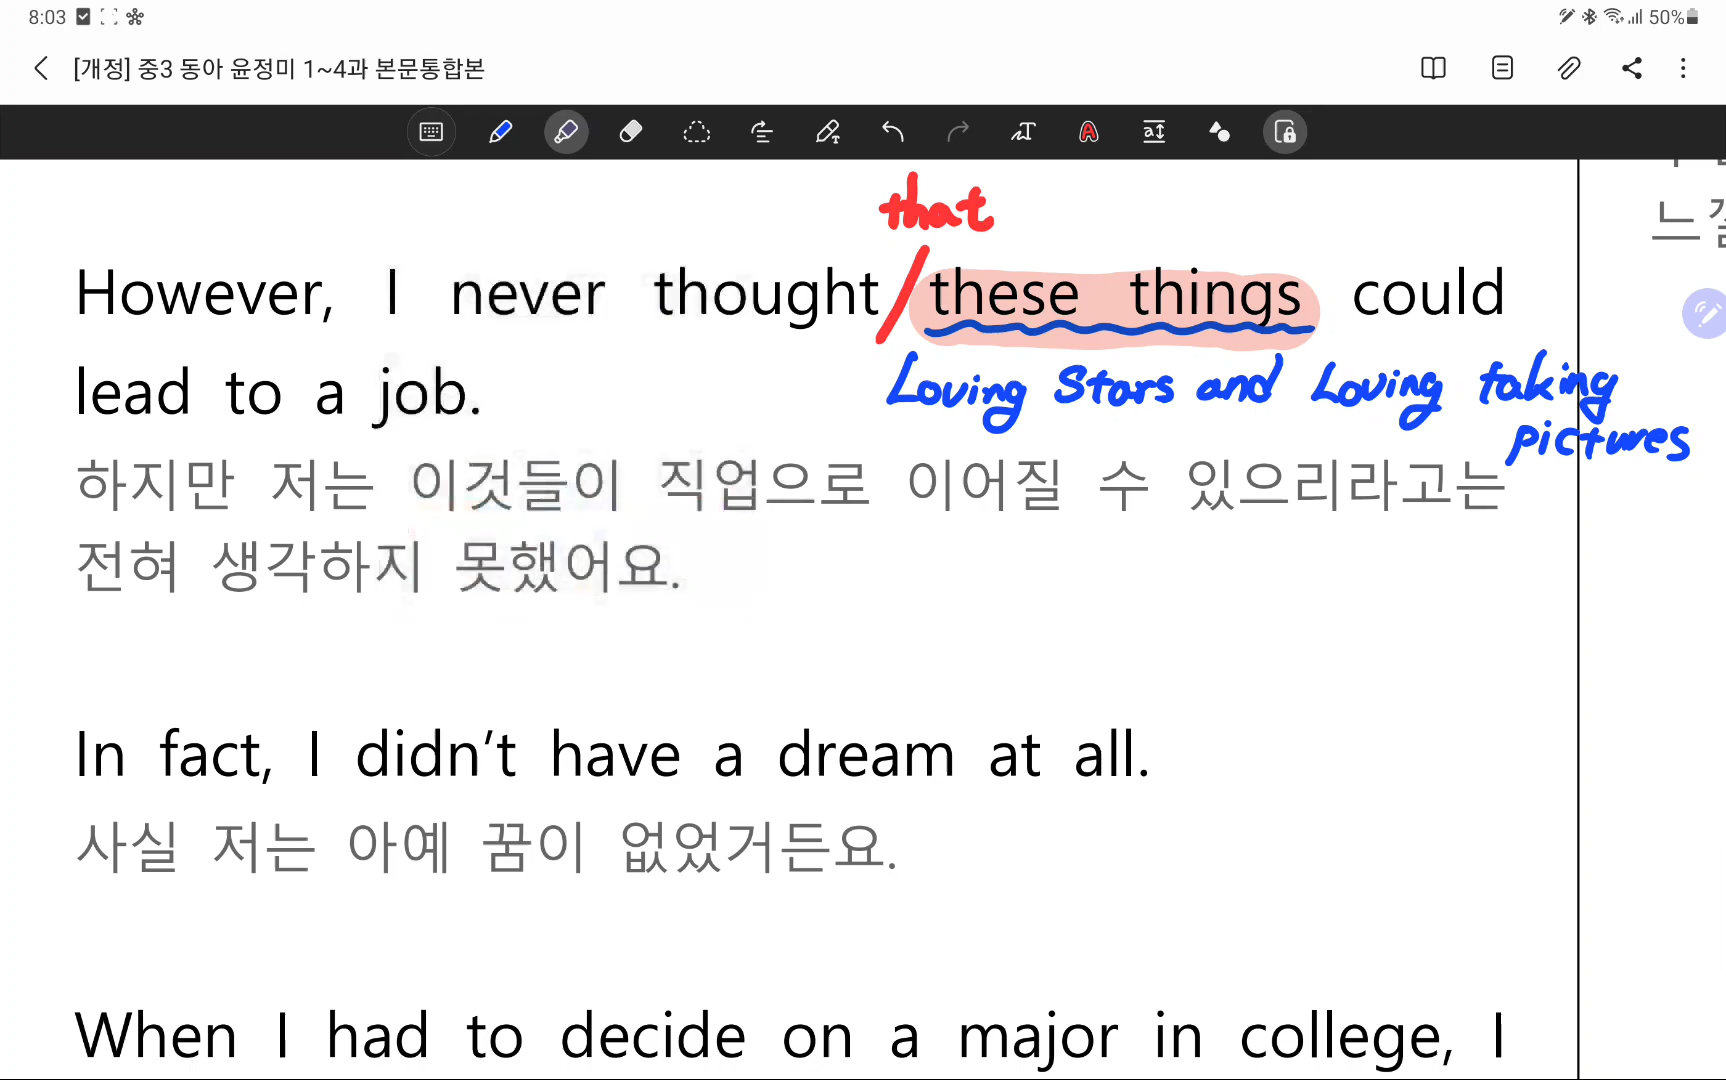 8:03
50%
[개정] 중3 동아 윤정미 1~4과 본문통합본
that
However, I never thought / these things could
lead to a job.
Loving Stars and Loving taking
pictures
하지만 저는 이것들이 직업으로 이어질 수 있으리라고는
전혀 생각하지 못했어요.
In fact, I didn't have a dream at all.
사실 저는 아예 꿈이 없었거든요.
When I had to decide on a major in college, I